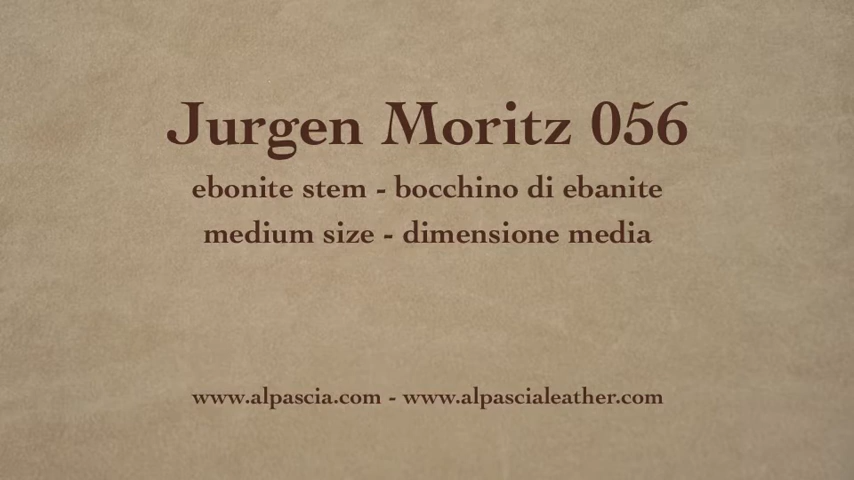 Jurgen Moritz 056
ebonite stem - bocchino di ebanite
medium size - dimensione media
www.alpascia.com - www.alpascialeather.com